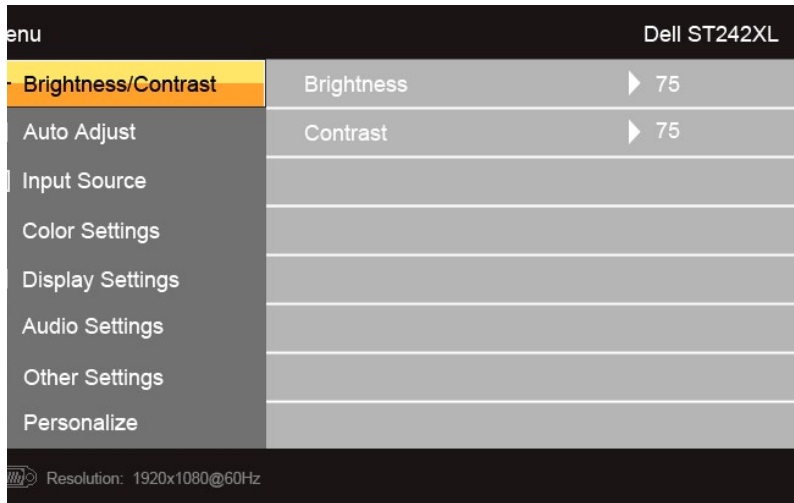 enu Dell ST242XL
Brightness/Contrast Brightness 75
Auto Adjust Contrast 75
Input Source
Color Settings
Display Settings
Audio Settings
Other Settings
Personalize
Resolution: 1920x1080@60Hz